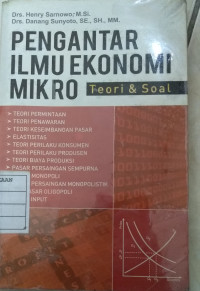 Drs. Henry Sarnowo, M.Si.
Drs. Danang Sunyoto, SE., SH., MM.
PENGANTAR
ILMU EKONOMI
MIKRO
Teori & Soal
TEORI PERMINTAAN
TEORI PENAWARAN
TEORI KESEIMBANGAN PASAR
ELASTISITAS
TEORI PERILAKU KONSUMEN
TEORI PERILAKU PRODUSEN
TEORI BIAYA PRODUKSI
PASAR PERSAINGAN SEMPURNA
MONOPOLI
PERSAINGAN MONOPOLISTIK
SAR OLIGOPOLI
INPUT